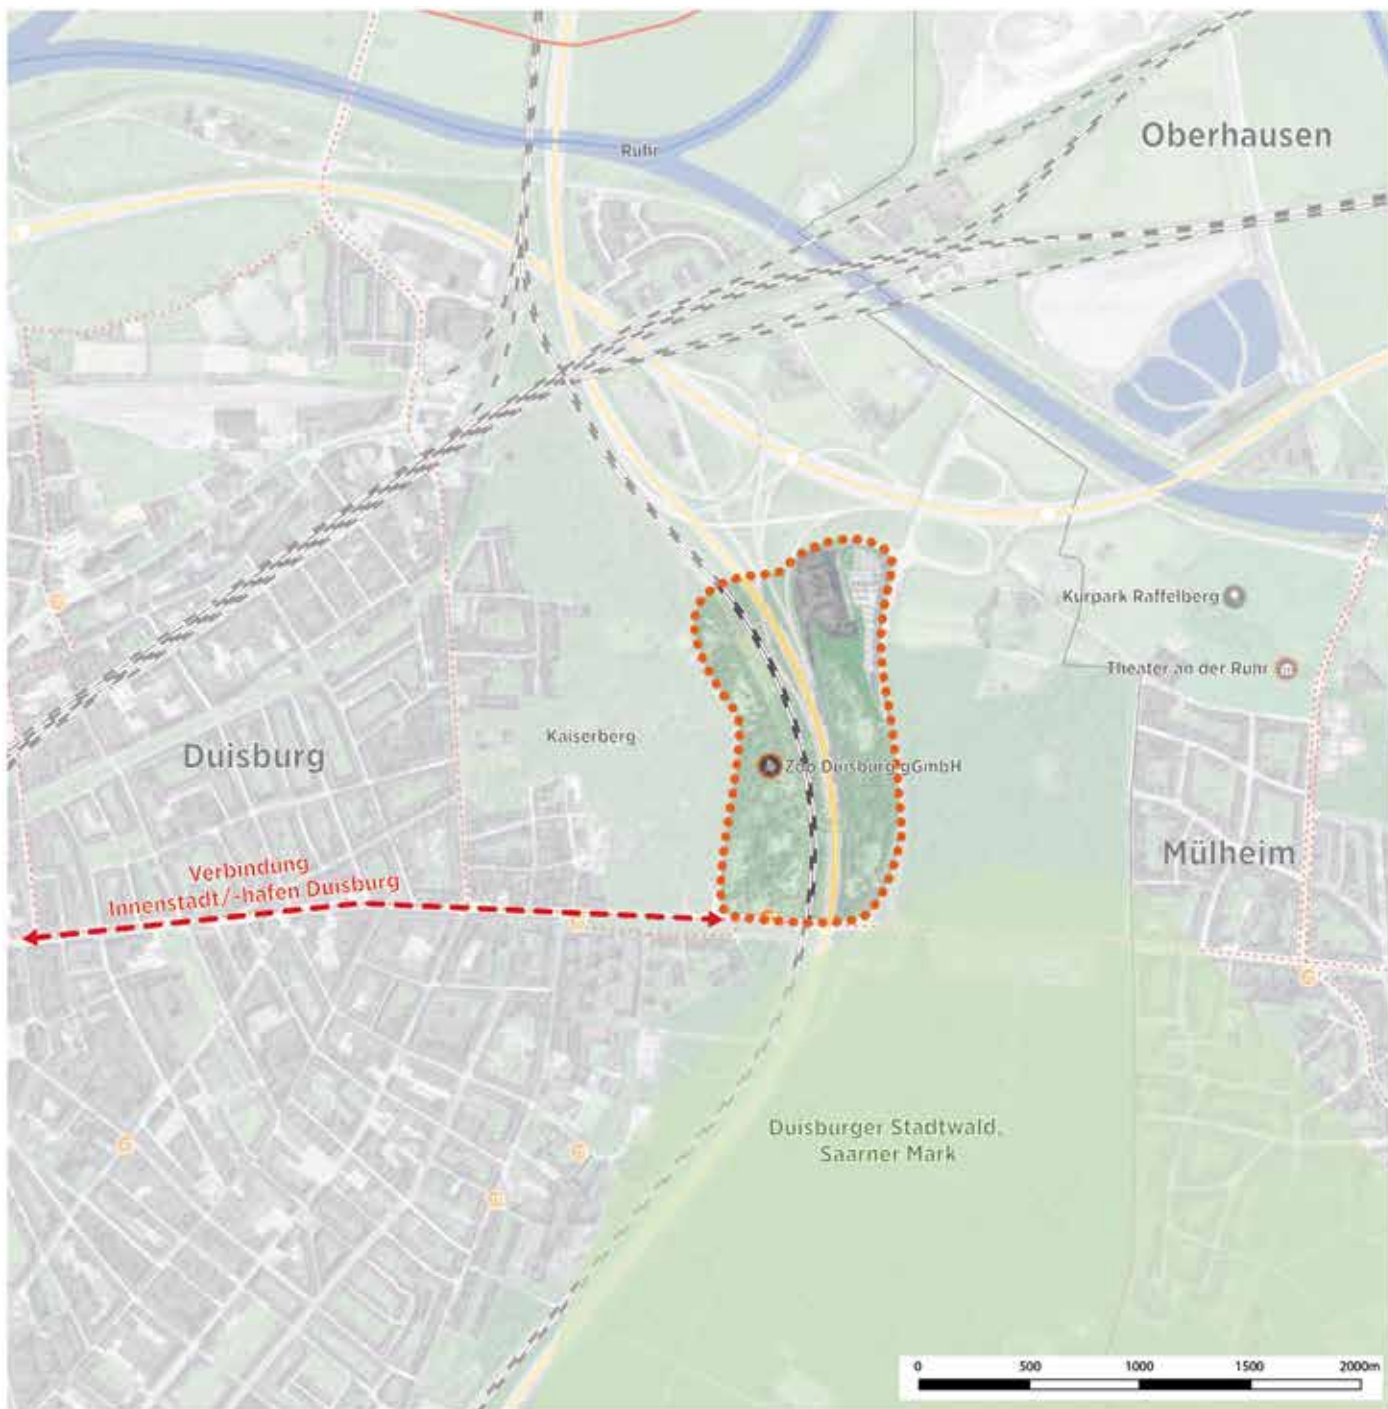 Oberhausen
Ruhr
Kurpark Raffelberg
Theater an der Ruhr
Kaiserberg
Duisburg
Zoo Duisburg gGmbH
Mülheim
Verbindung
Innenstadt/-hafen Duisburg
Duisburger Stadtwald,
Saarner Mark
0 500 1000 1500 2000m